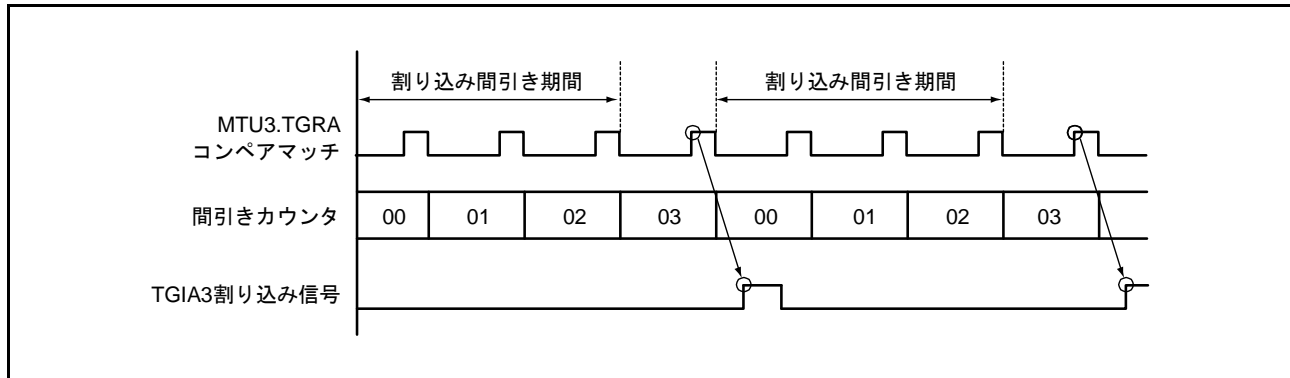 割り込み間引き期間 割り込み間引き期間
MTU3.TGRA
コンペアマッチ
間引きカウンタ 00 01 02 03 00 01 02 03
TGIA3割り込み信号